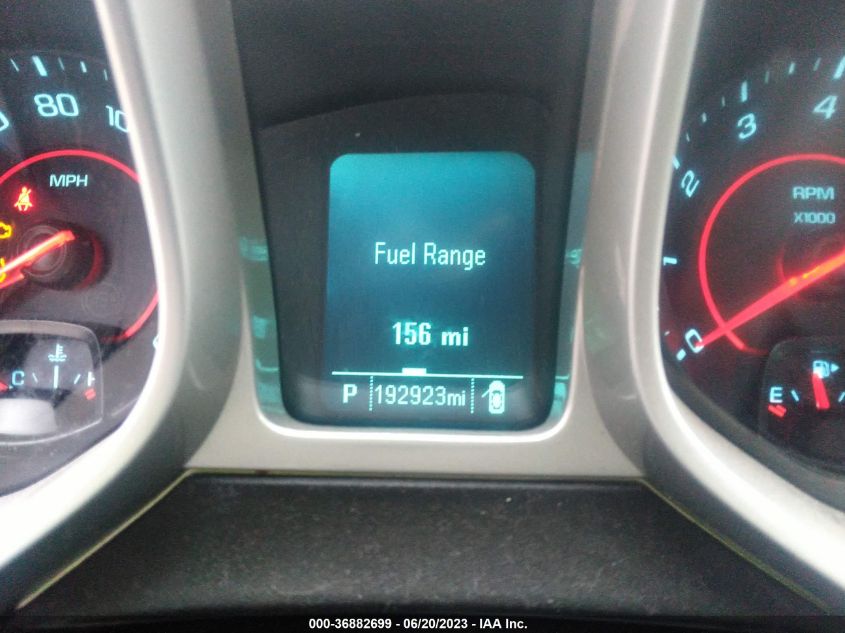 80
100
MPH
C
H
Fuel Range
156 mi
P 192923mi
0
1
2
3
4
RPM
X1000
E
000-36882699 - 06/20/2023 - IAA Inc.